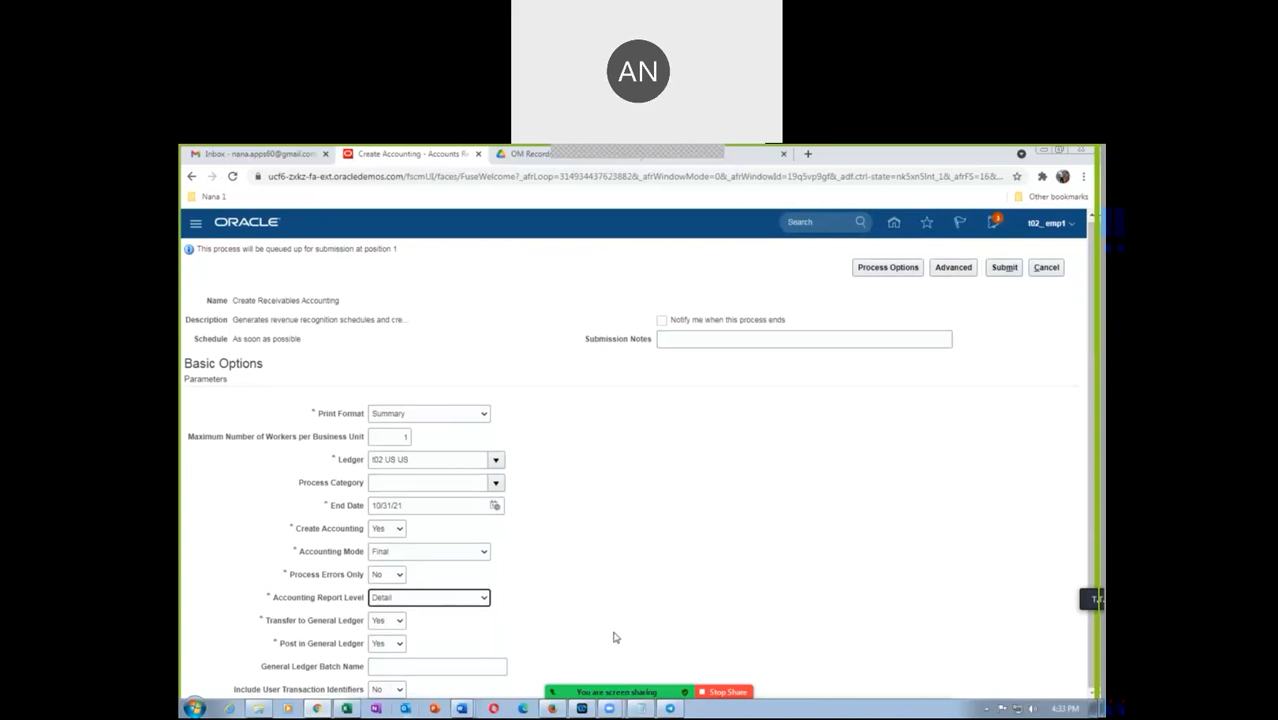 AN
Inbox - nana.apps60@gmail.com
Create Accounting - Accounts Re
OM Record
ucf6-zxkz-fa-ext.oracledemos.com/fscmUI/faces/FuseWelcome?_afrLoop=314934437623882&_afrWindowMode=0&_afrWindowId=19q5vp9gf&_adf.ctrl-state=nk5xn5lnt_1&_afrFS=16&...
Nana 1
Other bookmarks
ORACLE
Search
3
t02_emp1
This process will be queued up for submission at position 1
Process Options
Advanced
Submit
Cancel
Name Create Receivables Accounting
Description Generates revenue recognition schedules and cre...
Notify me when this process ends
Schedule As soon as possible
Submission Notes
Basic Options
Parameters
* Print Format Summary
Maximum Number of Workers per Business Unit 1
* Ledger t02 US US
Process Category
* End Date 10/31/21
* Create Accounting Yes
* Accounting Mode Final
* Process Errors Only No
* Accounting Report Level Detail
* Transfer to General Ledger Yes
* Post in General Ledger Yes
General Ledger Batch Name
Include User Transaction Identifiers No
You are screen sharing
Stop Share
4:33 PM